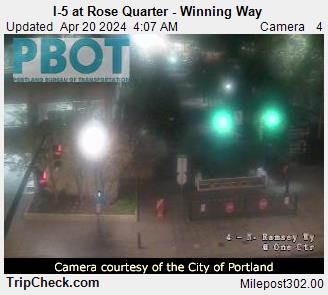 I-5 at Rose Quarter - Winning Way
Updated Apr 20 2024 4:07 AM Camera 4
PBOT
PORTLAND BUREAU OF TRANSPORTATION
4 - N. Ramsey Wy
@ One Ctr
Camera courtesy of the City of Portland
TripCheck.com Milepost302.00